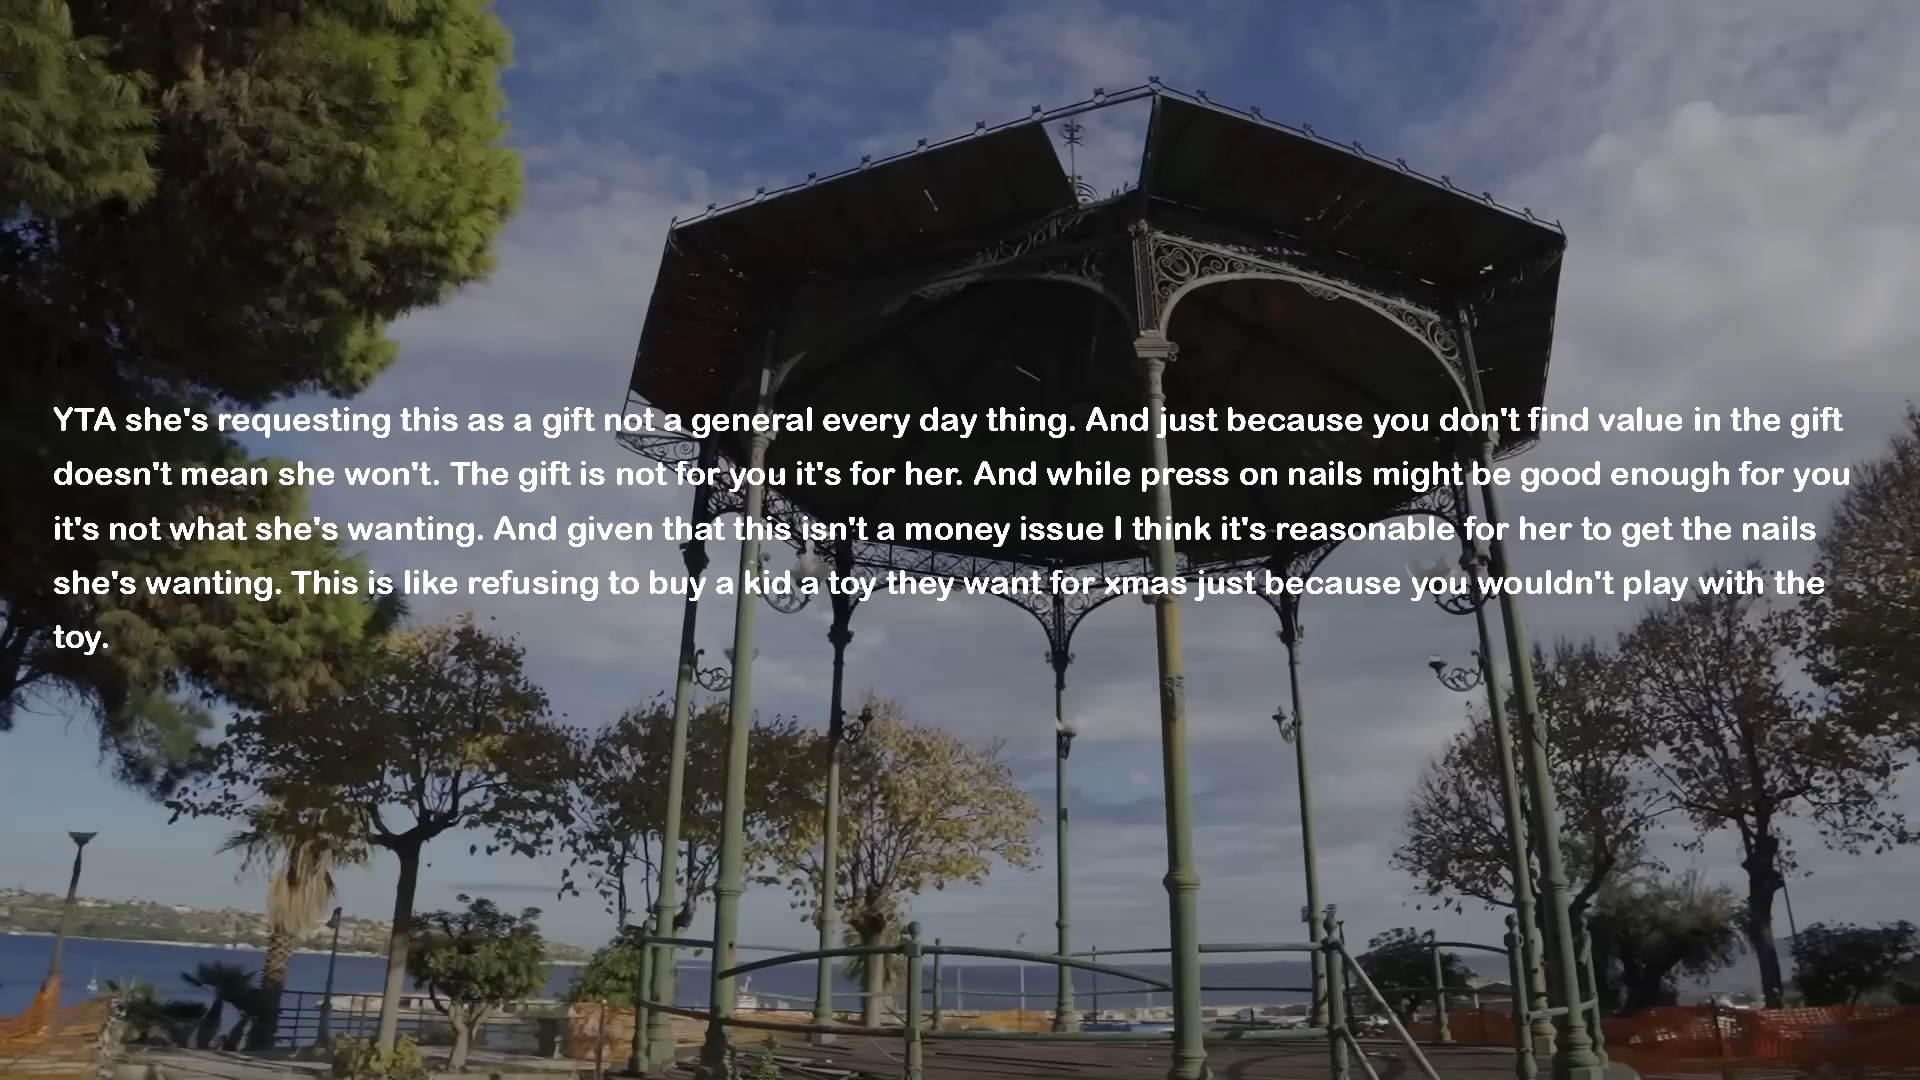 YTA she's requesting this as a gift not a general every day thing. And just because you don't find value in the gift
doesn't mean she won't. The gift is not for you it's for her. And while press on nails might be good enough for you
it's not what she's wanting. And given that this isn't a money issue I think it's reasonable for her to get the nails
she's wanting. This is like refusing to buy a kid a toy they want for xmas just because you wouldn't play with the
toy.